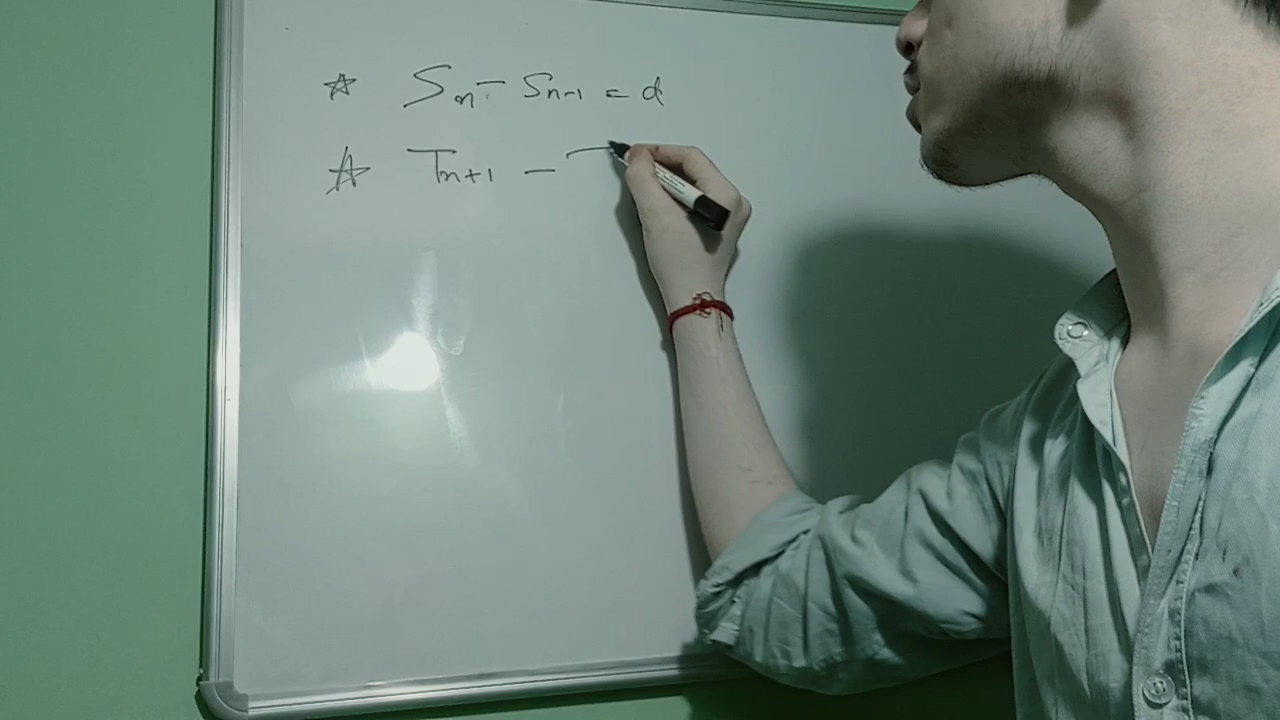 ☆ Sn - Sn-1 = d
☆ Tn+1 - T